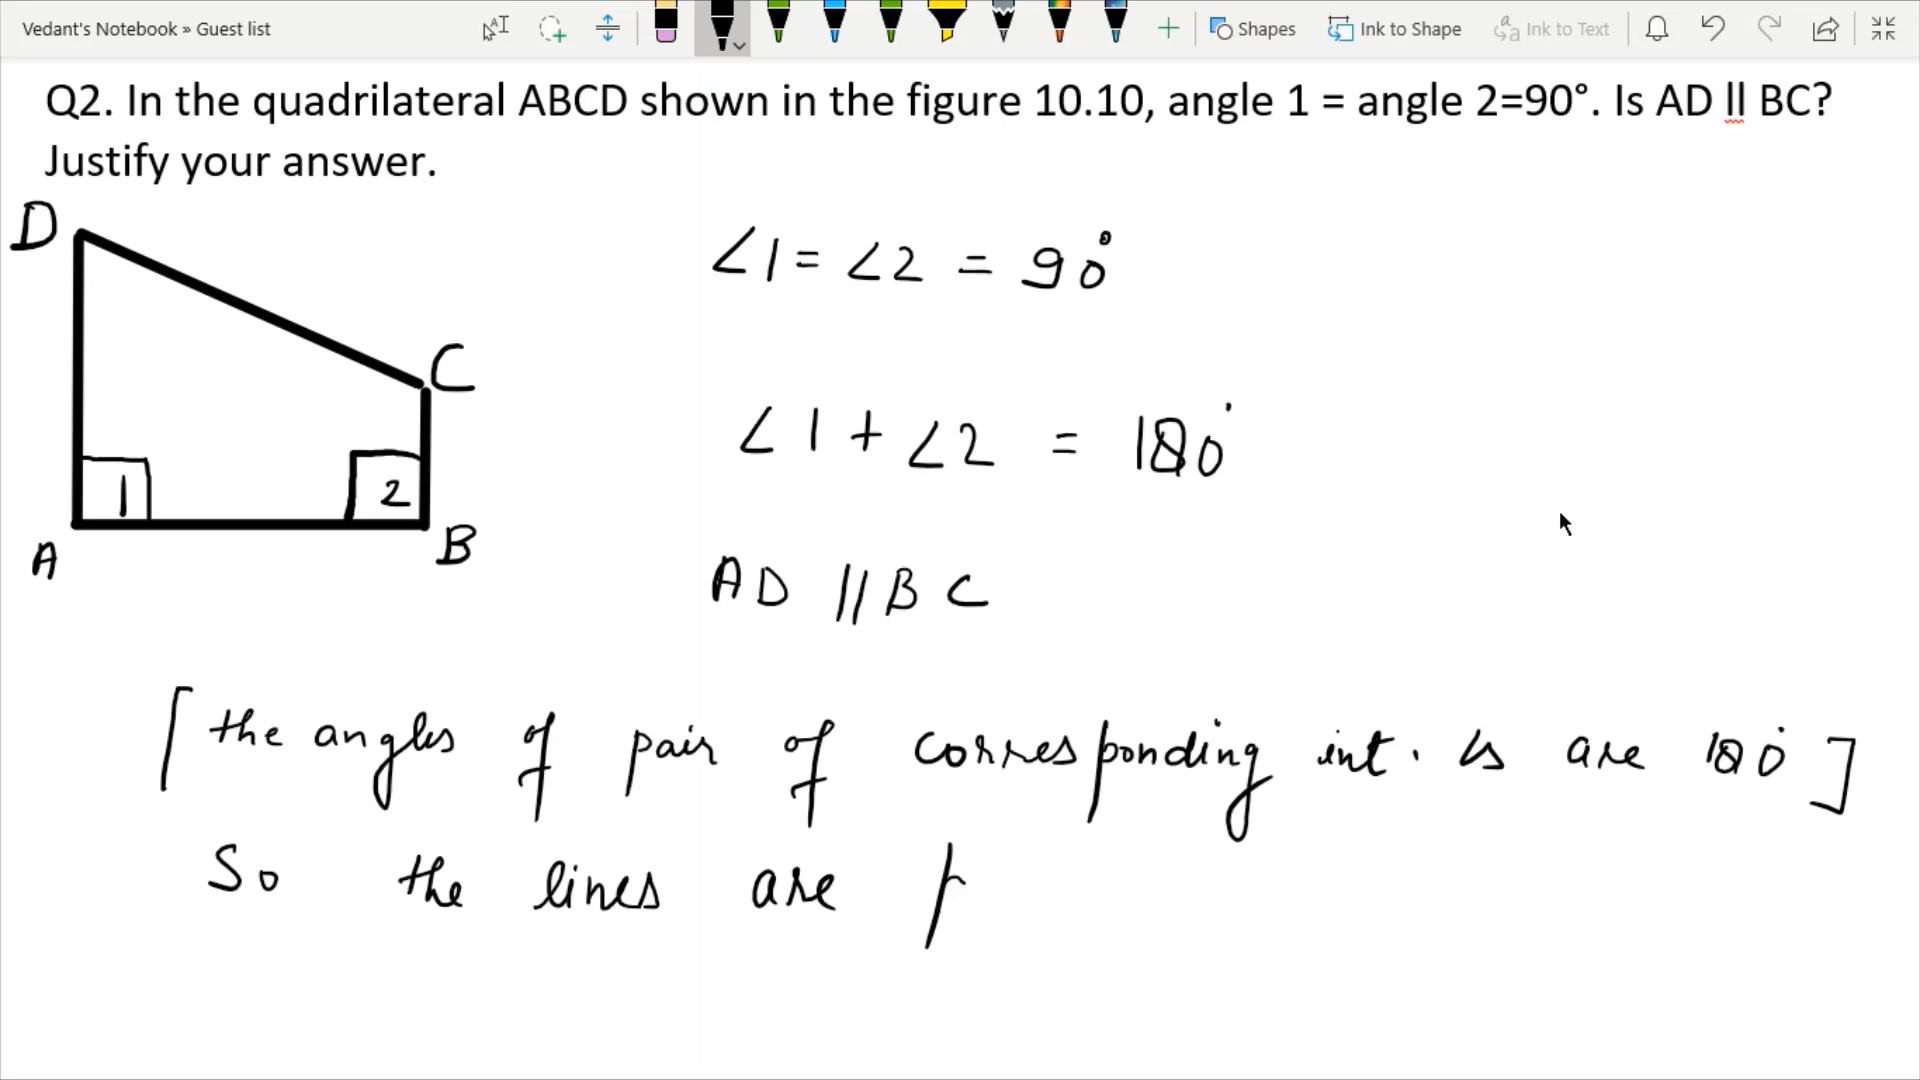 Vedant's Notebook » Guest list
Shapes
Ink to Shape
Ink to Text
Q2. In the quadrilateral ABCD shown in the figure 10.10, angle 1 = angle 2=90°. Is AD ll BC?
Justify your answer.
D
C
1
2
A
B
∠1 = ∠2 = 90°
∠1 + ∠2 = 180°
AD || BC
[the angles of pair of corresponding int. ∠s are 180°]
So the lines are p